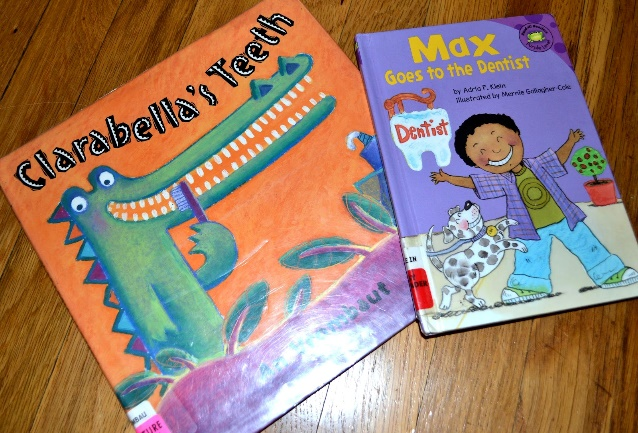 Clarabella's Teeth
Max
Goes to the Dentist
by Adria F. Klein
Illustrated by Mernie Gallagher-Cole
Dentist